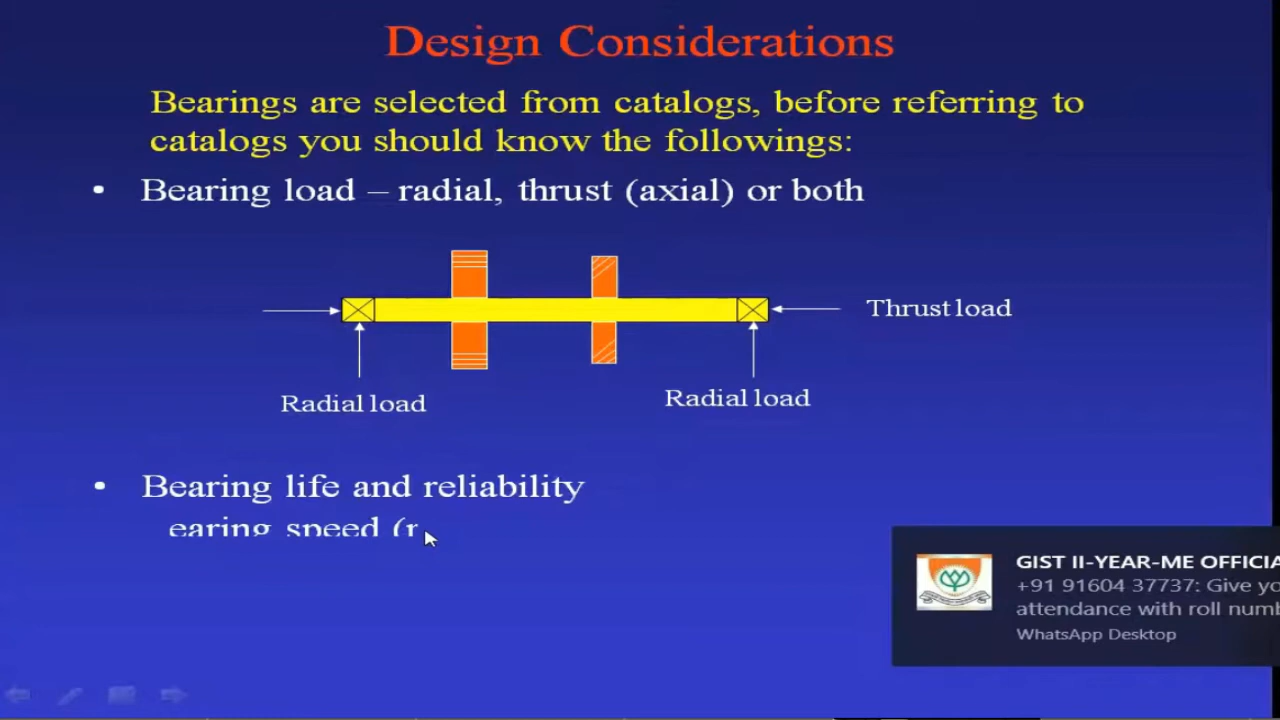 Design Considerations
Bearings are selected from catalogs, before referring to
catalogs you should know the followings:
• Bearing load – radial, thrust (axial) or both
Thrust load
Radial load
Radial load
• Bearing life and reliability
earing speed (r
GIST II-YEAR-ME OFFICIA
+91 91604 37737: Give yo
attendance with roll numb
WhatsApp Desktop